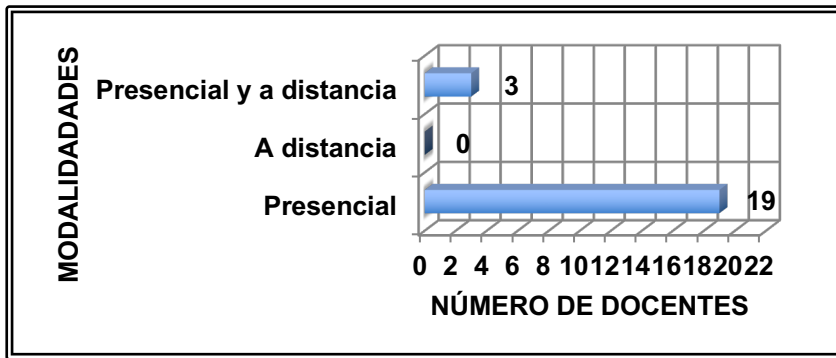 MODALIDADADES
Presencial y a distancia
3
A distancia
0
Presencial
19
0 2 4 6 8 10 12 14 16 18 20 22
NÚMERO DE DOCENTES